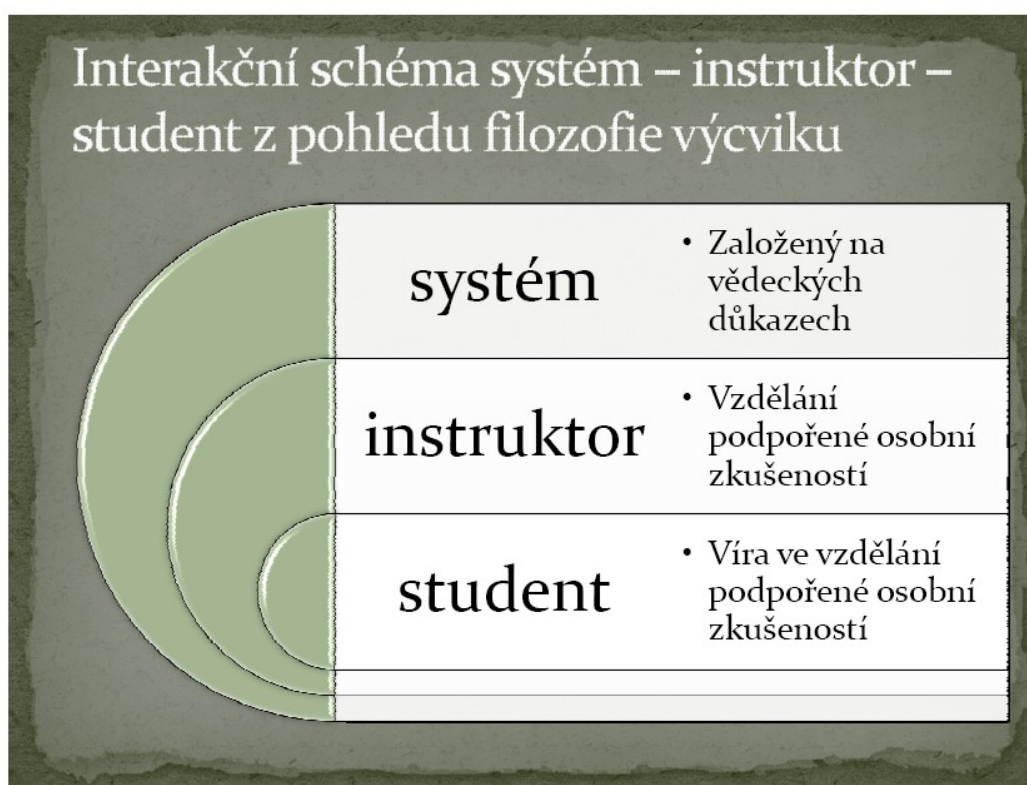 Interakční schéma systém – instruktor –
student z pohledu filozofie výcviku
systém
• Založený na
vědeckých
důkazech
instruktor
• Vzdělání
podpořené osobní
zkušeností
student
• Víra ve vzdělání
podpořené osobní
zkušeností